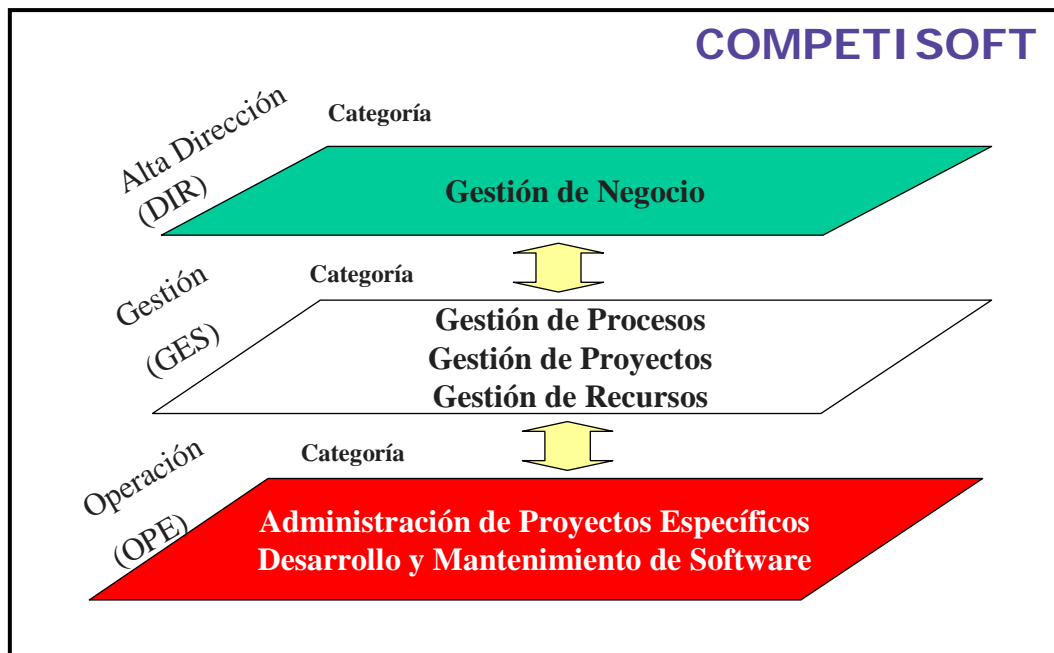 COMPETISOFT
Categoría
Alta Dirección
(DIR)
Gestión de Negocio
Categoría
Gestión
(GES)
Gestión de Procesos
Gestión de Proyectos
Gestión de Recursos
Categoría
Operación
(OPE)
Administración de Proyectos Específicos
Desarrollo y Mantenimiento de Software